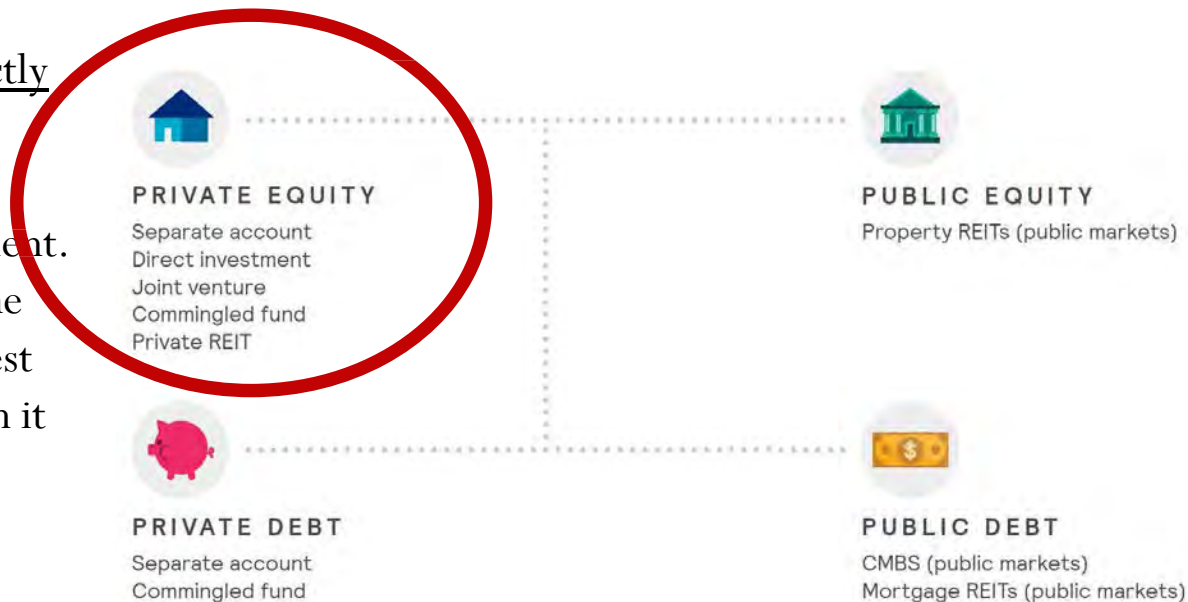 PRIVATE EQUITY
Separate account
Direct investment
Joint venture
Commingled fund
Private REIT
PUBLIC EQUITY
Property REITs (public markets)
PRIVATE DEBT
Separate account
Commingled fund
PUBLIC DEBT
CMBS (public markets)
Mortgage REITs (public markets)
$
it